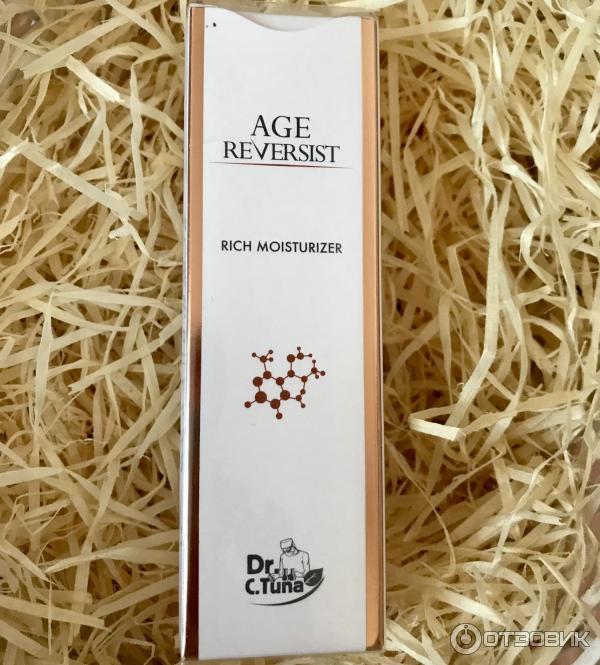 AGE
REVERSIST
RICH MOISTURIZER
Dr.
C.Tuna
ОТЗОВИК